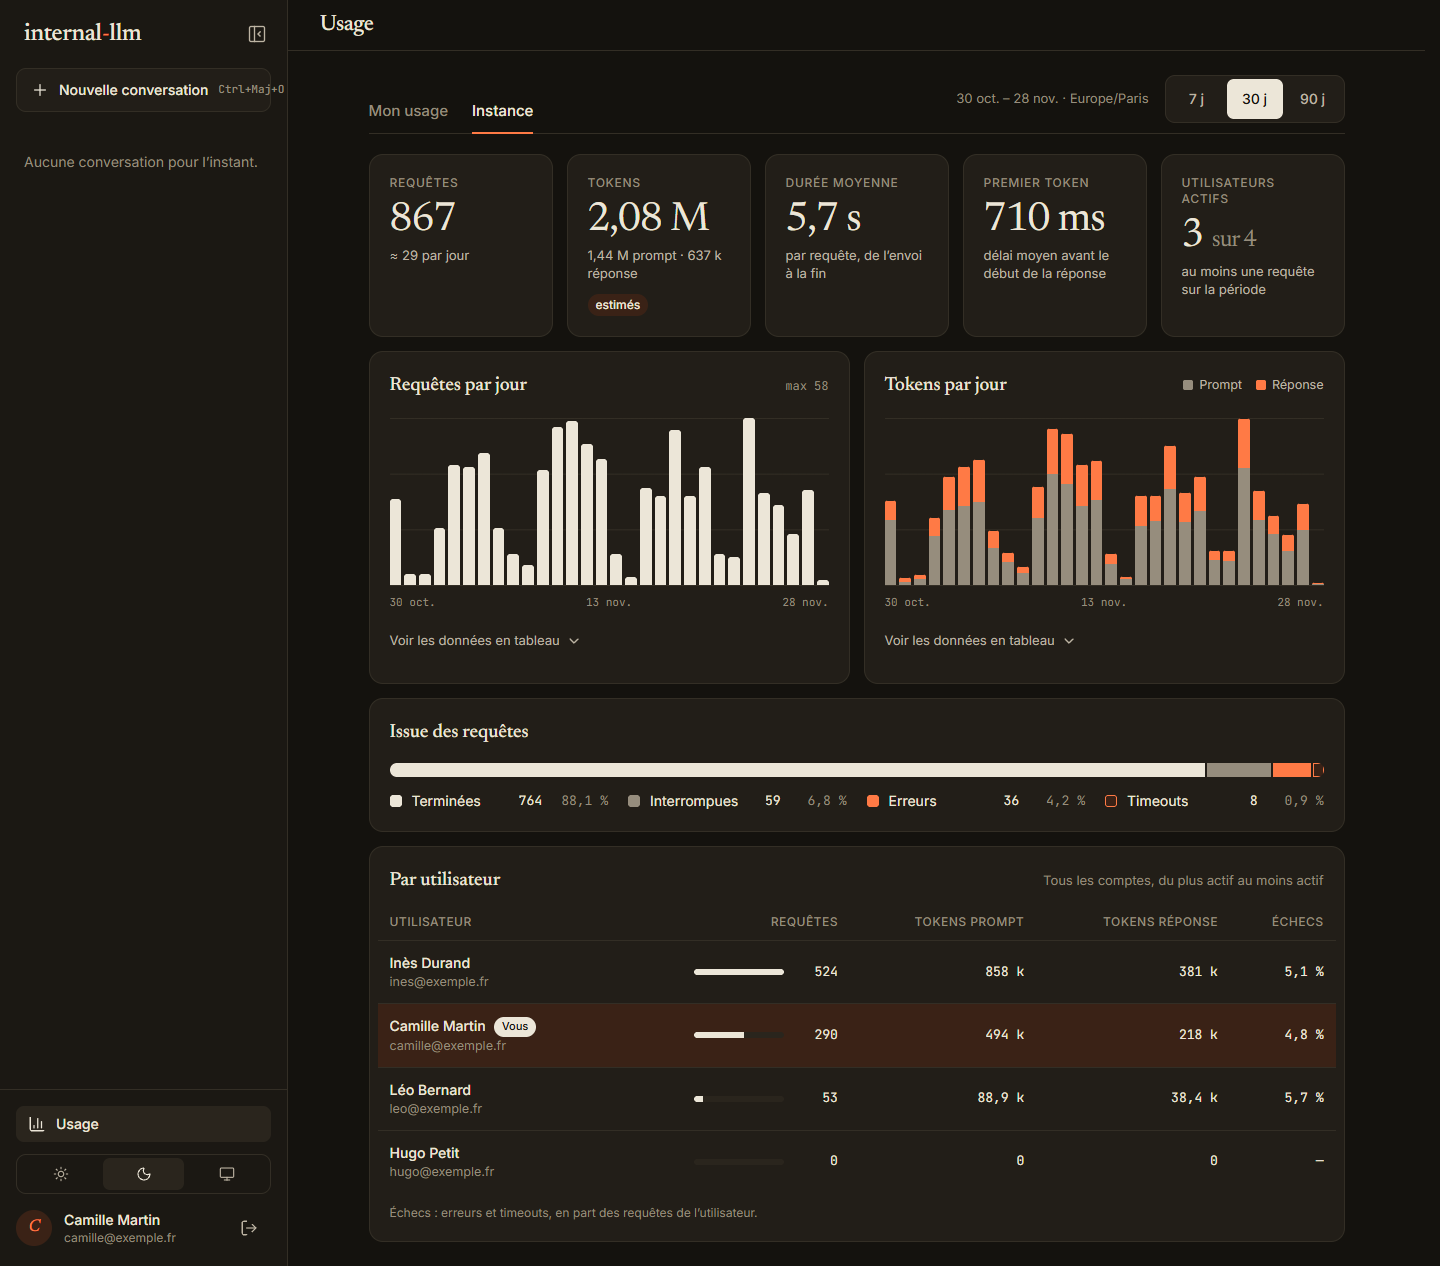 internal-llm
Nouvelle conversation Ctrl+Maj+O
Aucune conversation pour l’instant.
Usage
Camille Martin
camille@exemple.fr
C
Usage
Mon usage Instance
30 oct. – 28 nov. · Europe/Paris
7 j 30 j 90 j
REQUÊTES
867
≈ 29 par jour
TOKENS
2,08 M
1,44 M prompt · 637 k
réponse
estimés
DURÉE MOYENNE
5,7 s
par requête, de l’envoi
à la fin
PREMIER TOKEN
710 ms
délai moyen avant le
début de la réponse
UTILISATEURS
ACTIFS
3 sur 4
au moins une requête
sur la période
Requêtes par jour
max 58
30 oct. 13 nov. 28 nov.
Voir les données en tableau
Tokens par jour
Prompt Réponse
30 oct. 13 nov. 28 nov.
Voir les données en tableau
Issue des requêtes
Terminées 764 88,1 % Interrompues 59 6,8 % Erreurs 36 4,2 % Timeouts 8 0,9 %
Par utilisateur
Tous les comptes, du plus actif au moins actif
UTILISATEUR REQUÊTES TOKENS PROMPT TOKENS RÉPONSE ÉCHECS
Inès Durand
ines@exemple.fr
524 858 k 381 k 5,1 %
Camille Martin Vous
camille@exemple.fr
290 494 k 218 k 4,8 %
Léo Bernard
leo@exemple.fr
53 88,9 k 38,4 k 5,7 %
Hugo Petit
hugo@exemple.fr
0 0 0 —
Échecs : erreurs et timeouts, en part des requêtes de l’utilisateur.